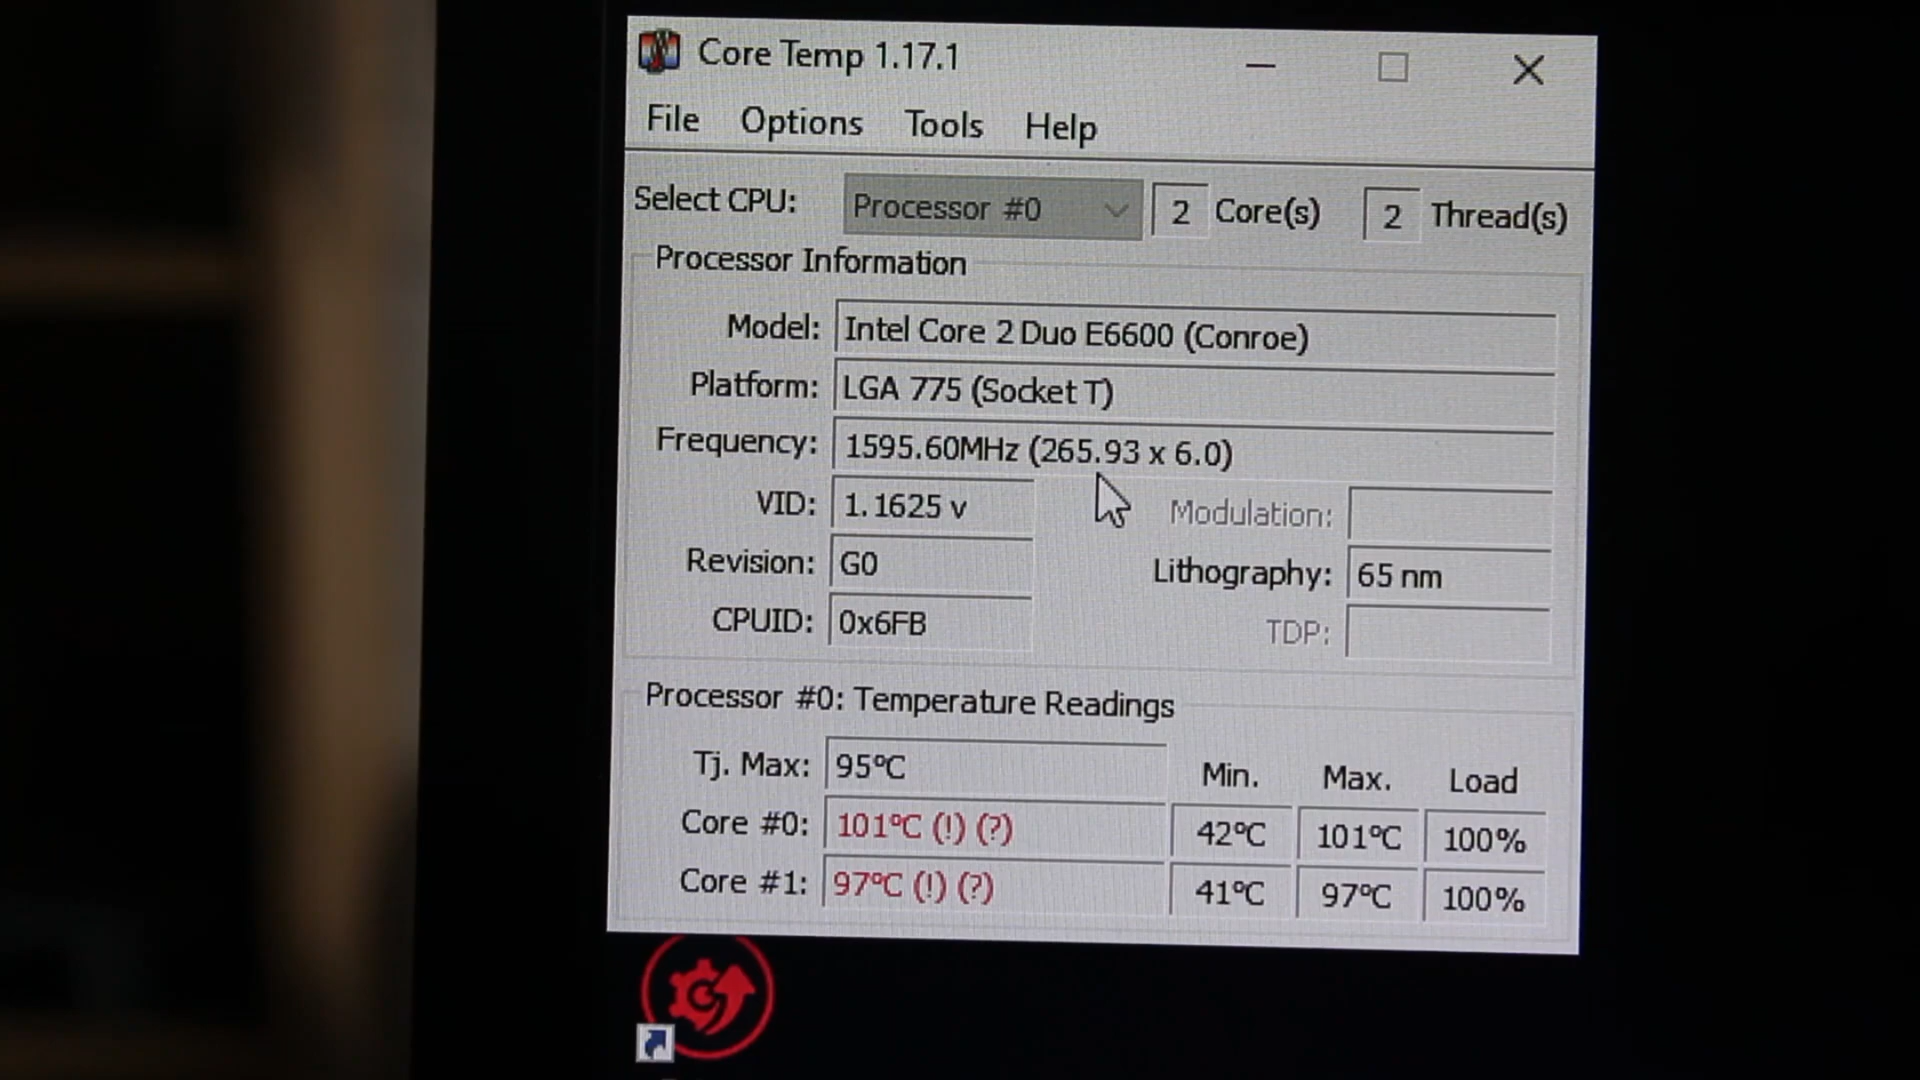 Core Temp 1.17.1
File Options Tools Help
Select CPU: Processor #0 2 Core(s) 2 Thread(s)
Processor Information
Model: Intel Core 2 Duo E6600 (Conroe)
Platform: LGA 775 (Socket T)
Frequency: 1595.60MHz (265.93 x 6.0)
VID: 1.1625 v Modulation:
Revision: G0 Lithography: 65 nm
CPUID: 0x6FB TDP:
Processor #0: Temperature Readings
Tj. Max: 95°C Min. Max. Load
Core #0: 101°C (!) (?) 42°C 101°C 100%
Core #1: 97°C (!) (?) 41°C 97°C 100%